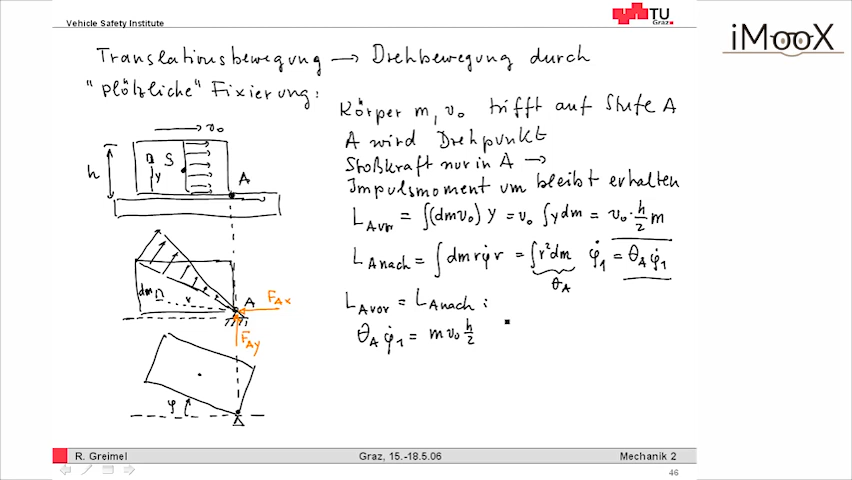 Vehicle Safety Institute
TU
Graz
iMooX
Translationsbewegung → Drehbewegung durch
"plötzliche" Fixierung:
Körper m, v₀ trifft auf Stufe A
A wird Drehpunkt
Stoßkraft nur in A →
Impulsmoment um bleibt erhalten
L_Avor = ∫(dm v₀) y = v₀ ∫y dm = v₀ · h/2 m
L_Anach = ∫ dm r φ̇ r = ∫r² dm φ̇₁ = θ_A φ̇₁
θ_A
L_Avor = L_Anach :
θ_A φ̇₁ = m v₀ h/2
v₀
h
S
y
A
dm
r
A
F_Ax
F_Ay
φ
R. Greimel
Graz, 15.-18.5.06
Mechanik 2
46